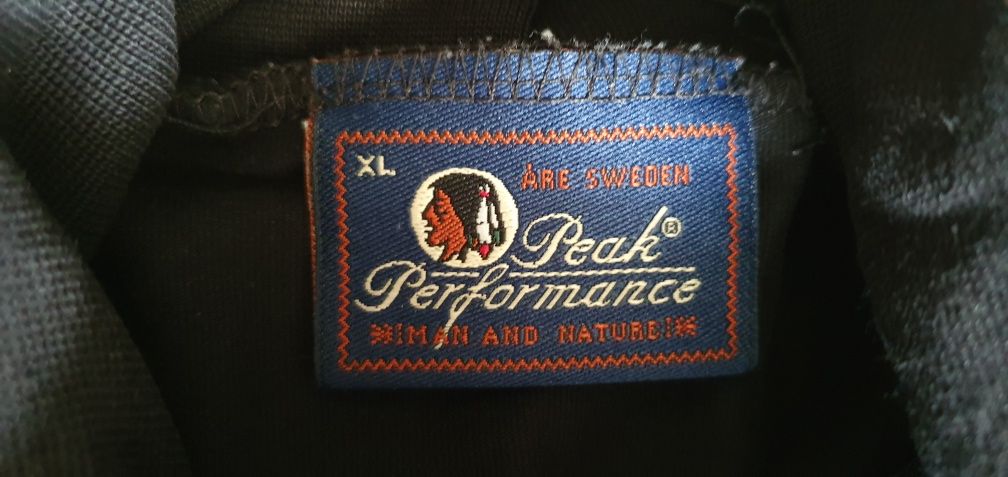 XL
ÅRE SWEDEN
Peak®
Performance
!MAN AND NATURE!